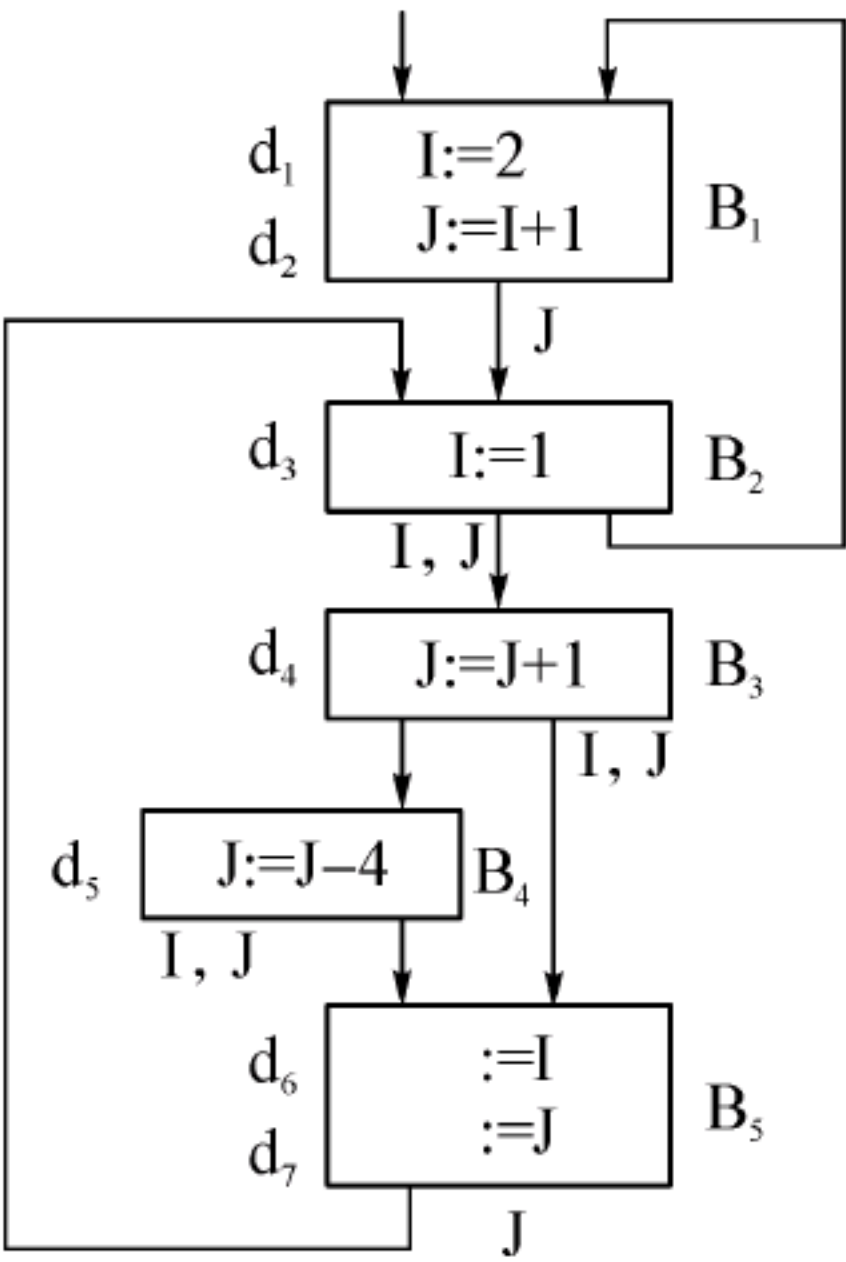 d₁ I:=2
d₂ J:=I+1 B₁
J
d₃ I:=1 B₂
I, J
d₄ J:=J+1 B₃
I, J
d₅ J:=J–4 B₄
I, J
d₆ :=I
d₇ :=J B₅
J